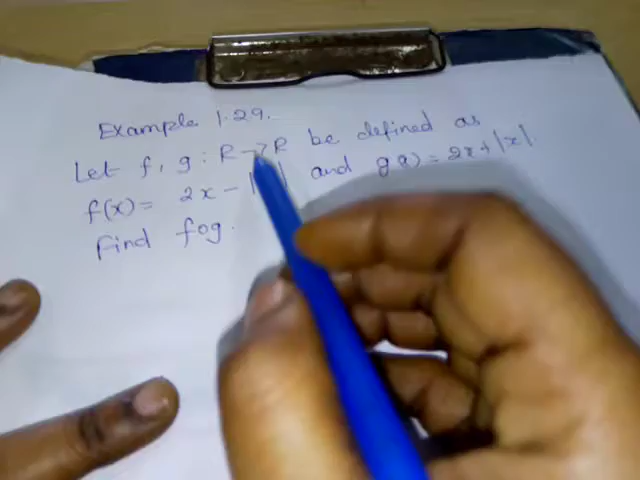 Example 1.29.
Let f, g : R → R be defined as
f(x) = 2x - | | and g(x) = 2x + |x|.
Find fog.